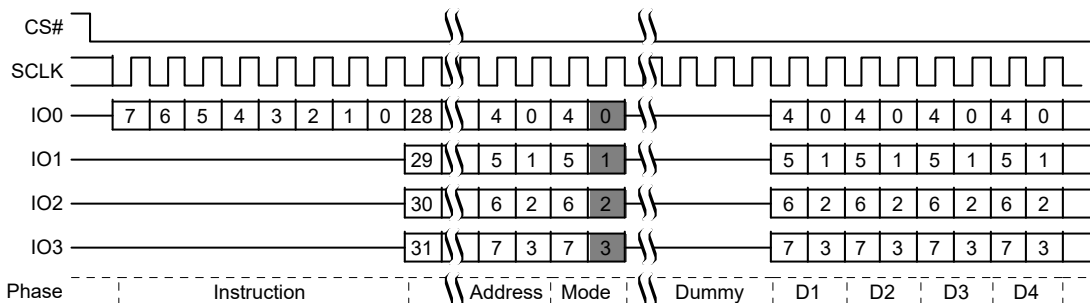 CS#
SCLK
IO0 7 6 5 4 3 2 1 0 28 4 0 4 0 4 0 4 0 4 0 4 0
IO1 29 5 1 5 1 5 1 5 1 5 1 5 1
IO2 30 6 2 6 2 6 2 6 2 6 2 6 2
IO3 31 7 3 7 3 7 3 7 3 7 3 7 3
Phase Instruction Address Mode Dummy D1 D2 D3 D4